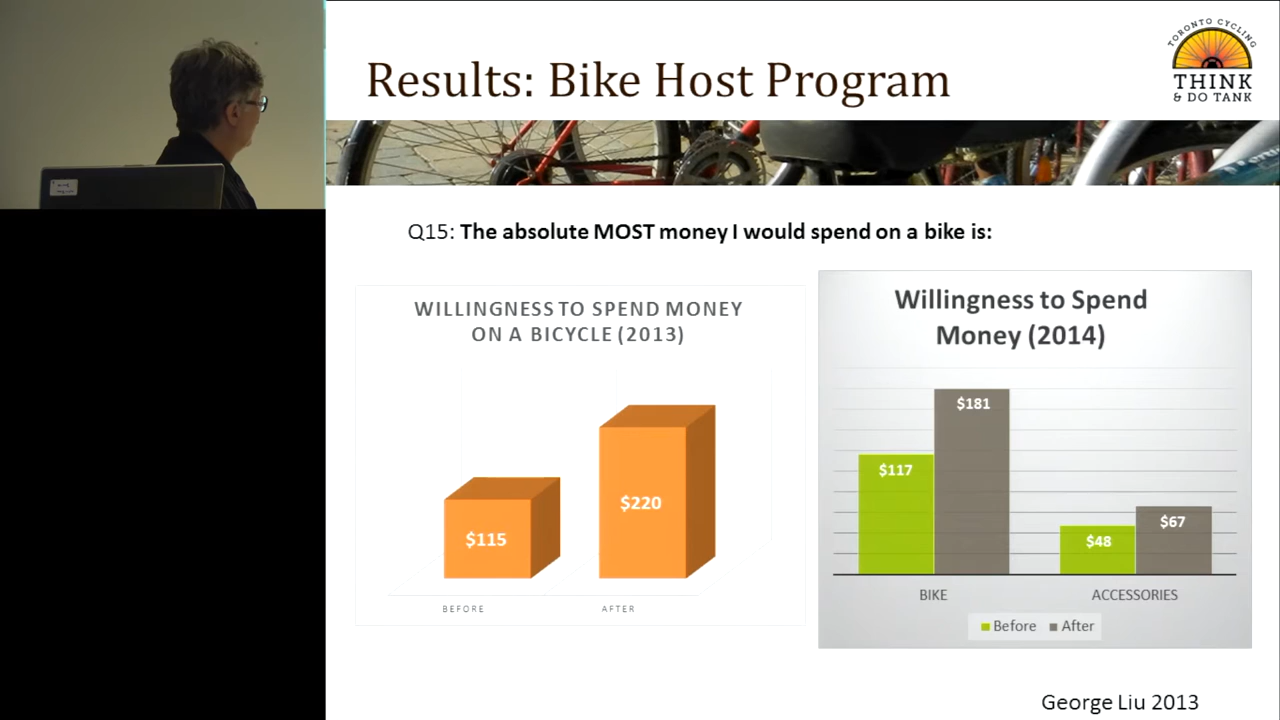 Results: Bike Host Program
TORONTO CYCLING
THINK
& DO TANK
Q15: The absolute MOST money I would spend on a bike is:
WILLINGNESS TO SPEND MONEY
ON A BICYCLE (2013)
$115
$220
BEFORE
AFTER
Willingness to Spend
Money (2014)
$117
$181
$48
$67
BIKE
ACCESSORIES
Before
After
George Liu 2013